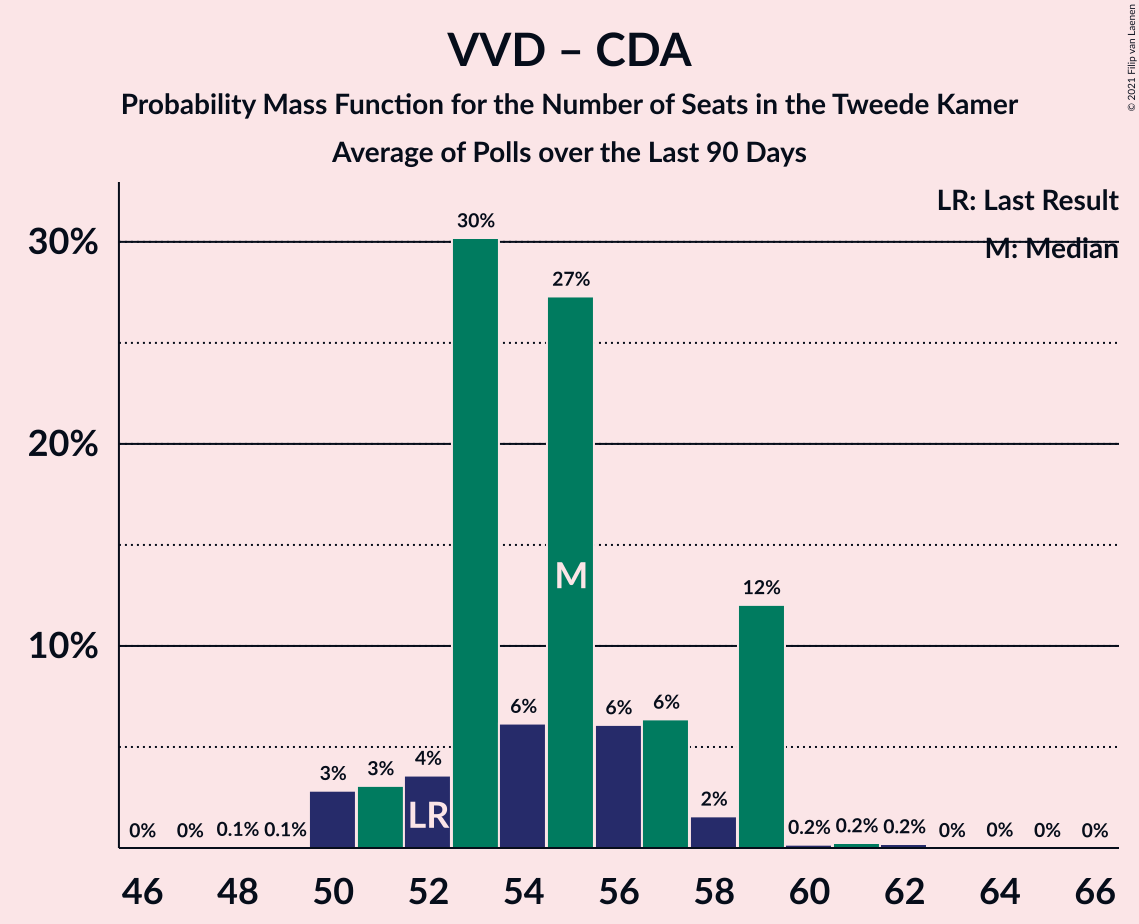 VVD – CDA
Probability Mass Function for the Number of Seats in the Tweede Kamer
Average of Polls over the Last 90 Days
© 2021 Filip van Laenen
LR: Last Result
M: Median
30%
20%
10%
0% 0% 0.1% 0.1% 3% 3% 4% 30% 6% 27% 6% 6% 2% 12% 0.2% 0.2% 0.2% 0% 0% 0% 0%
M
LR
46 48 50 52 54 56 58 60 62 64 66